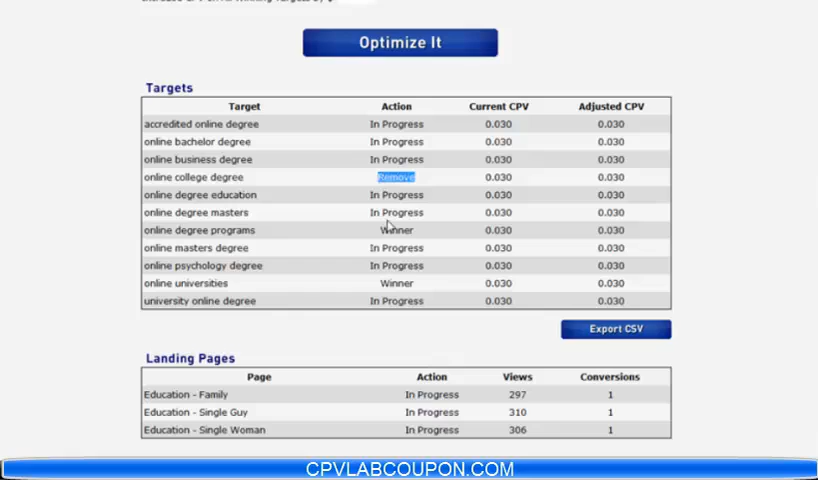 Optimize It
Targets
Target Action Current CPV Adjusted CPV
accredited online degree In Progress 0.030 0.030
online bachelor degree In Progress 0.030 0.030
online business degree In Progress 0.030 0.030
online college degree Remove 0.030 0.030
online degree education In Progress 0.030 0.030
online degree masters In Progress 0.030 0.030
online degree programs Winner 0.030 0.030
online masters degree In Progress 0.030 0.030
online psychology degree In Progress 0.030 0.030
online universities Winner 0.030 0.030
university online degree In Progress 0.030 0.030
Export CSV
Landing Pages
Page Action Views Conversions
Education - Family In Progress 297 1
Education - Single Guy In Progress 310 1
Education - Single Woman In Progress 306 1
CPVLABCOUPON.COM